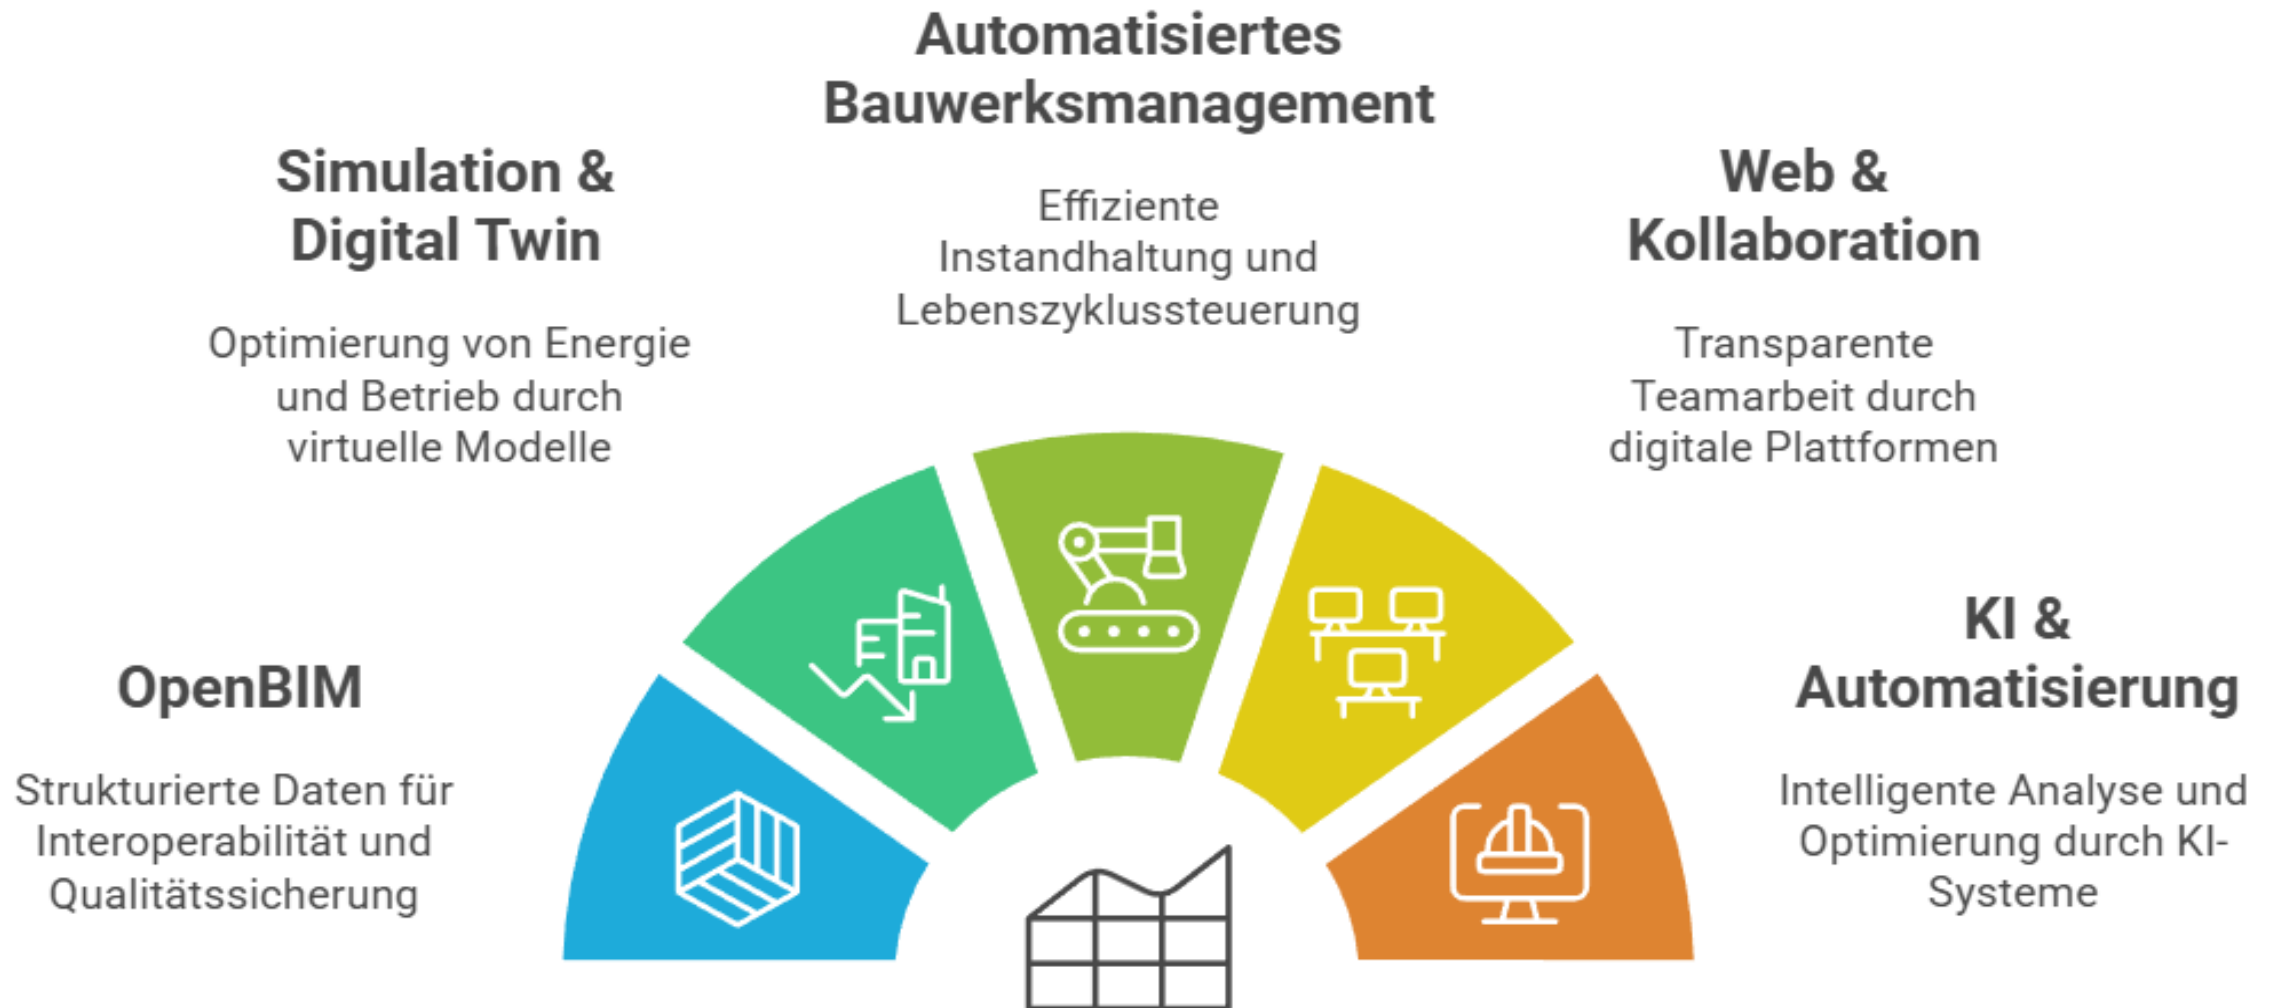 OpenBIM
Strukturierte Daten für
Interoperabilität und
Qualitätssicherung
Simulation &
Digital Twin
Optimierung von Energie
und Betrieb durch
virtuelle Modelle
Automatisiertes
Bauwerksmanagement
Effiziente
Instandhaltung und
Lebenszyklussteuerung
Web &
Kollaboration
Transparente
Teamarbeit durch
digitale Plattformen
KI &
Automatisierung
Intelligente Analyse und
Optimierung durch KI-
Systeme